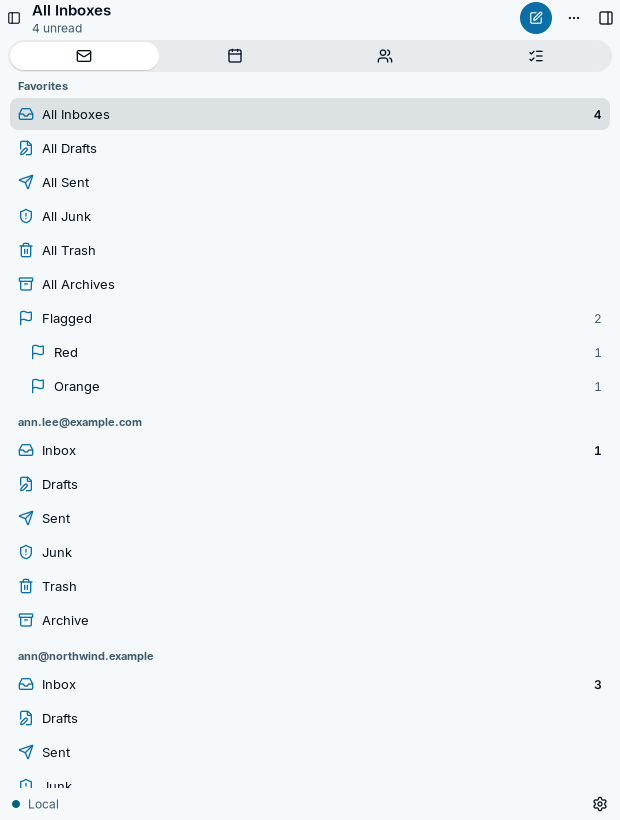 All Inboxes
4 unread
Favorites
All Inboxes 4
All Drafts
All Sent
All Junk
All Trash
All Archives
Flagged 2
Red 1
Orange 1
ann.lee@example.com
Inbox 1
Drafts
Sent
Junk
Trash
Archive
ann@northwind.example
Inbox 3
Drafts
Sent
Junk
Local